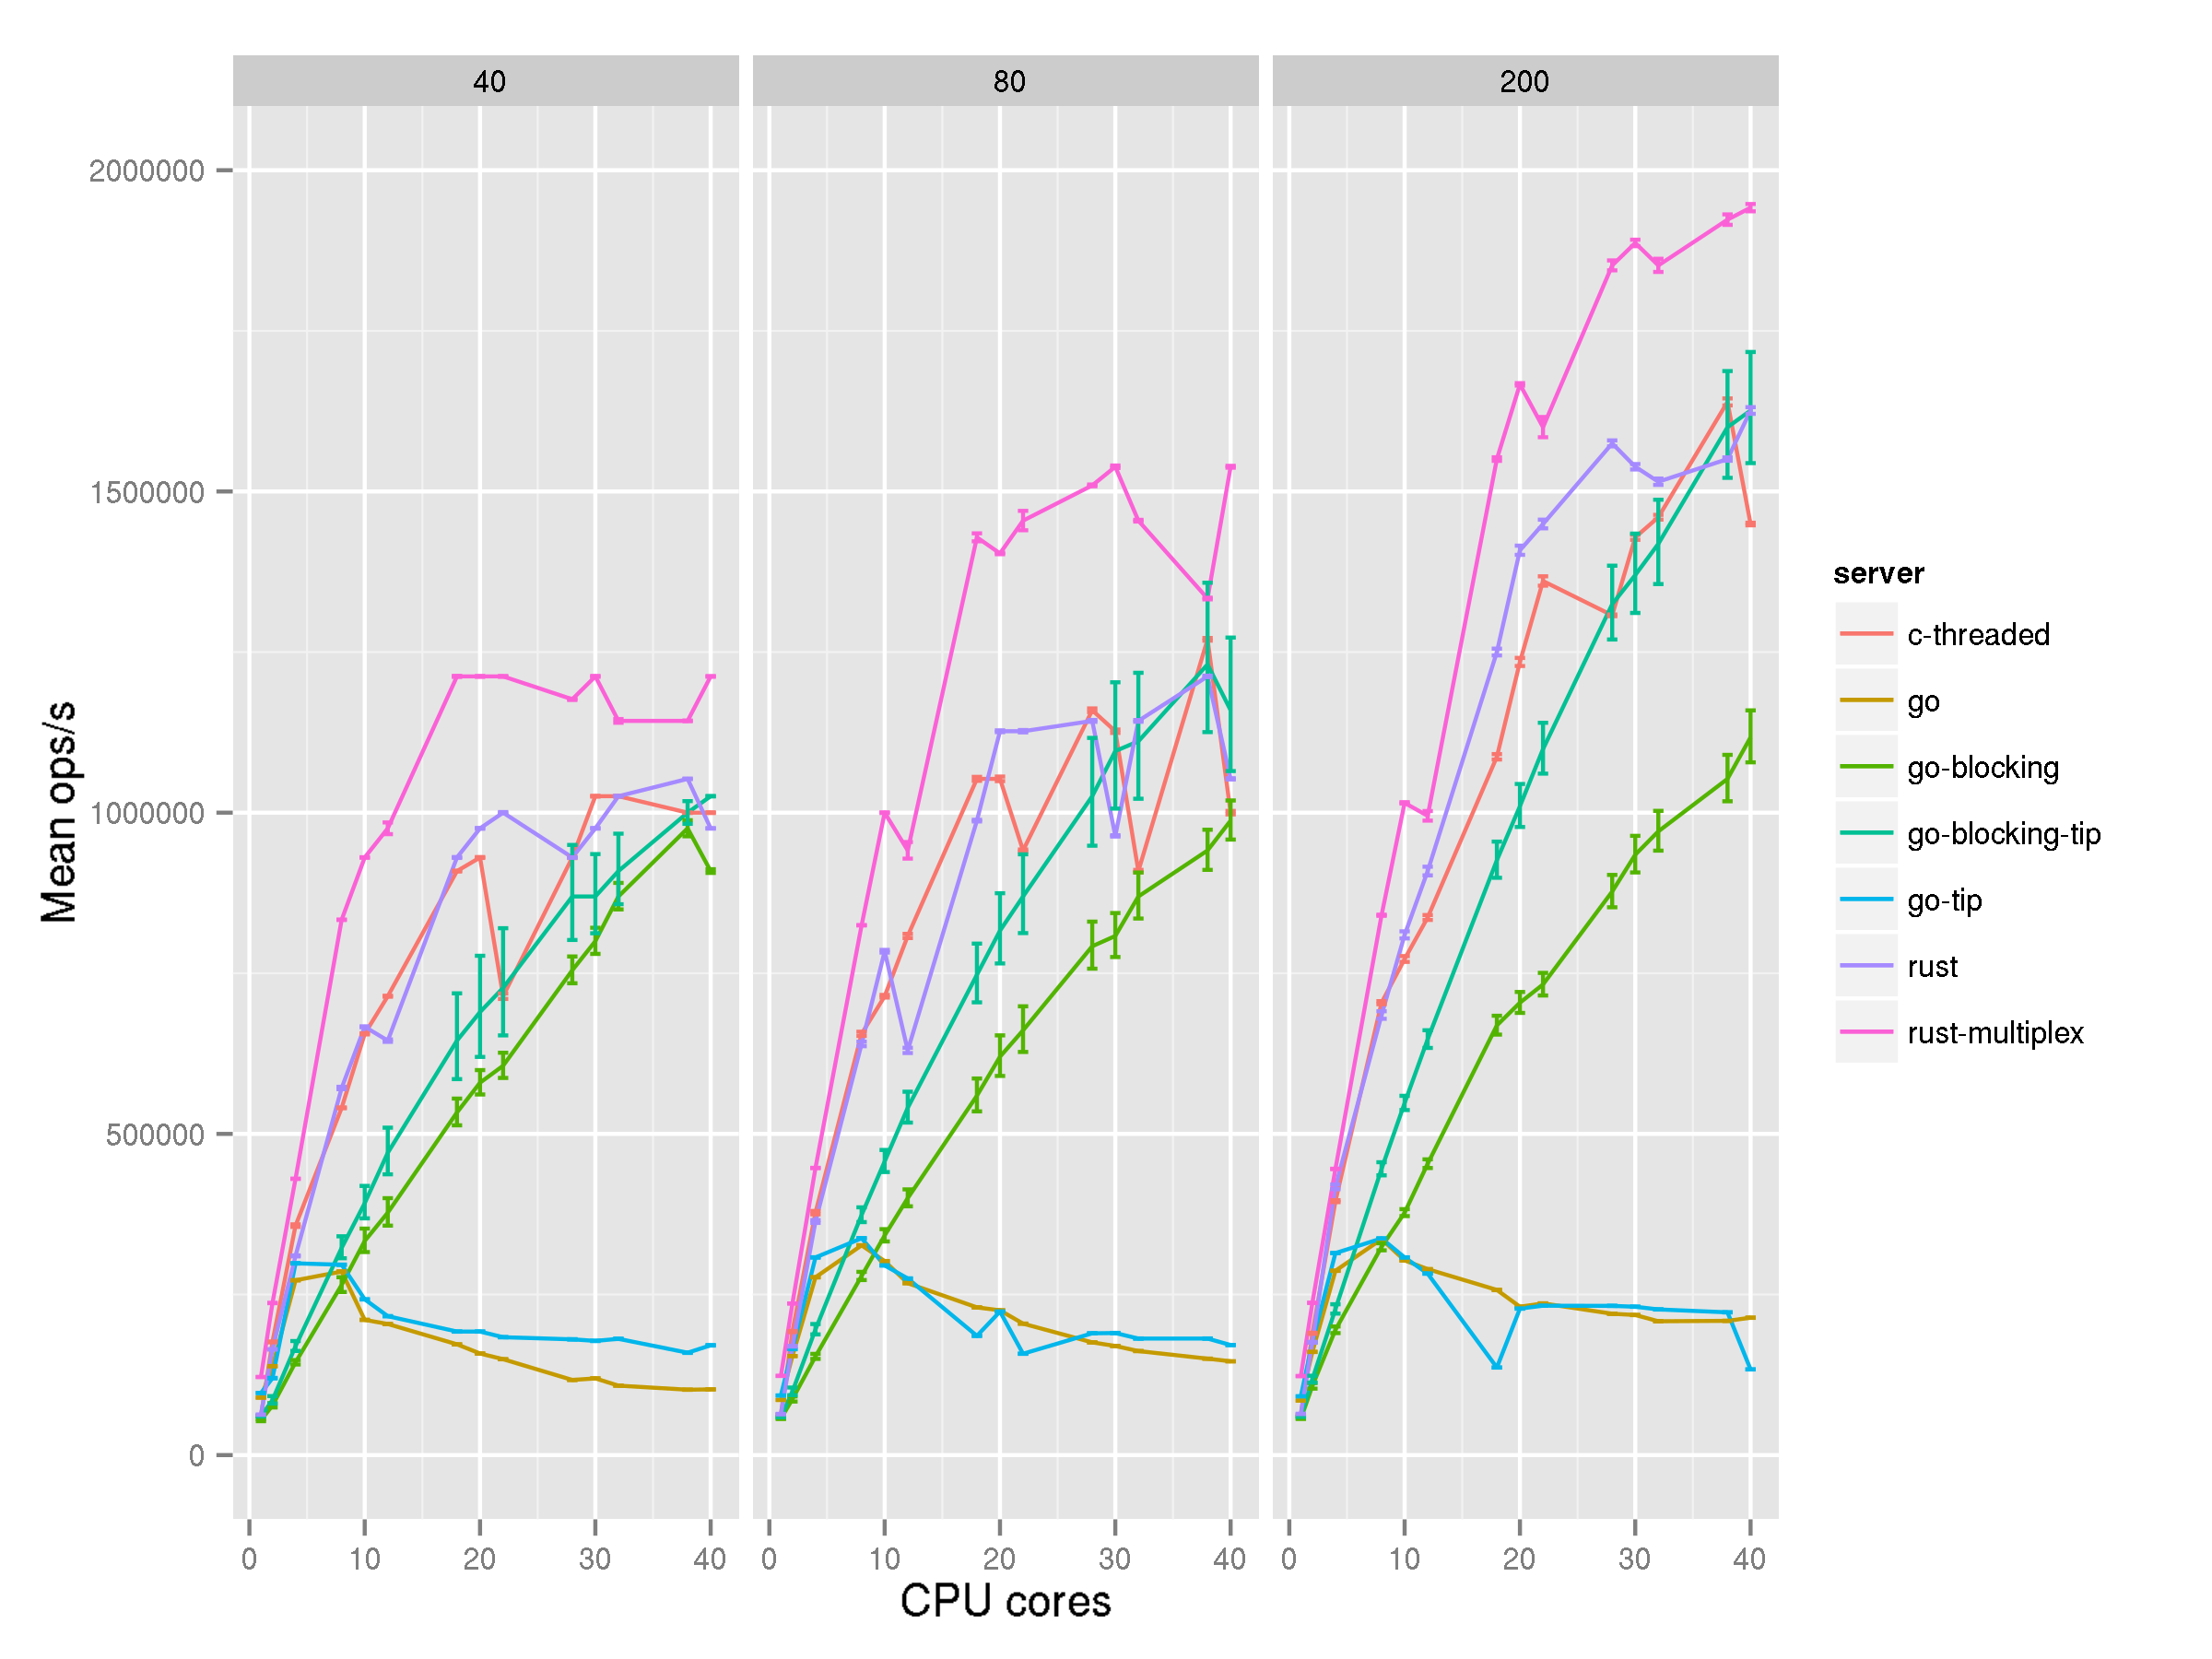 40 80 200
2000000
1500000
1000000
500000
0
Mean ops/s
0 10 20 30 40 0 10 20 30 40 0 10 20 30 40
CPU cores
server
c-threaded
go
go-blocking
go-blocking-tip
go-tip
rust
rust-multiplex